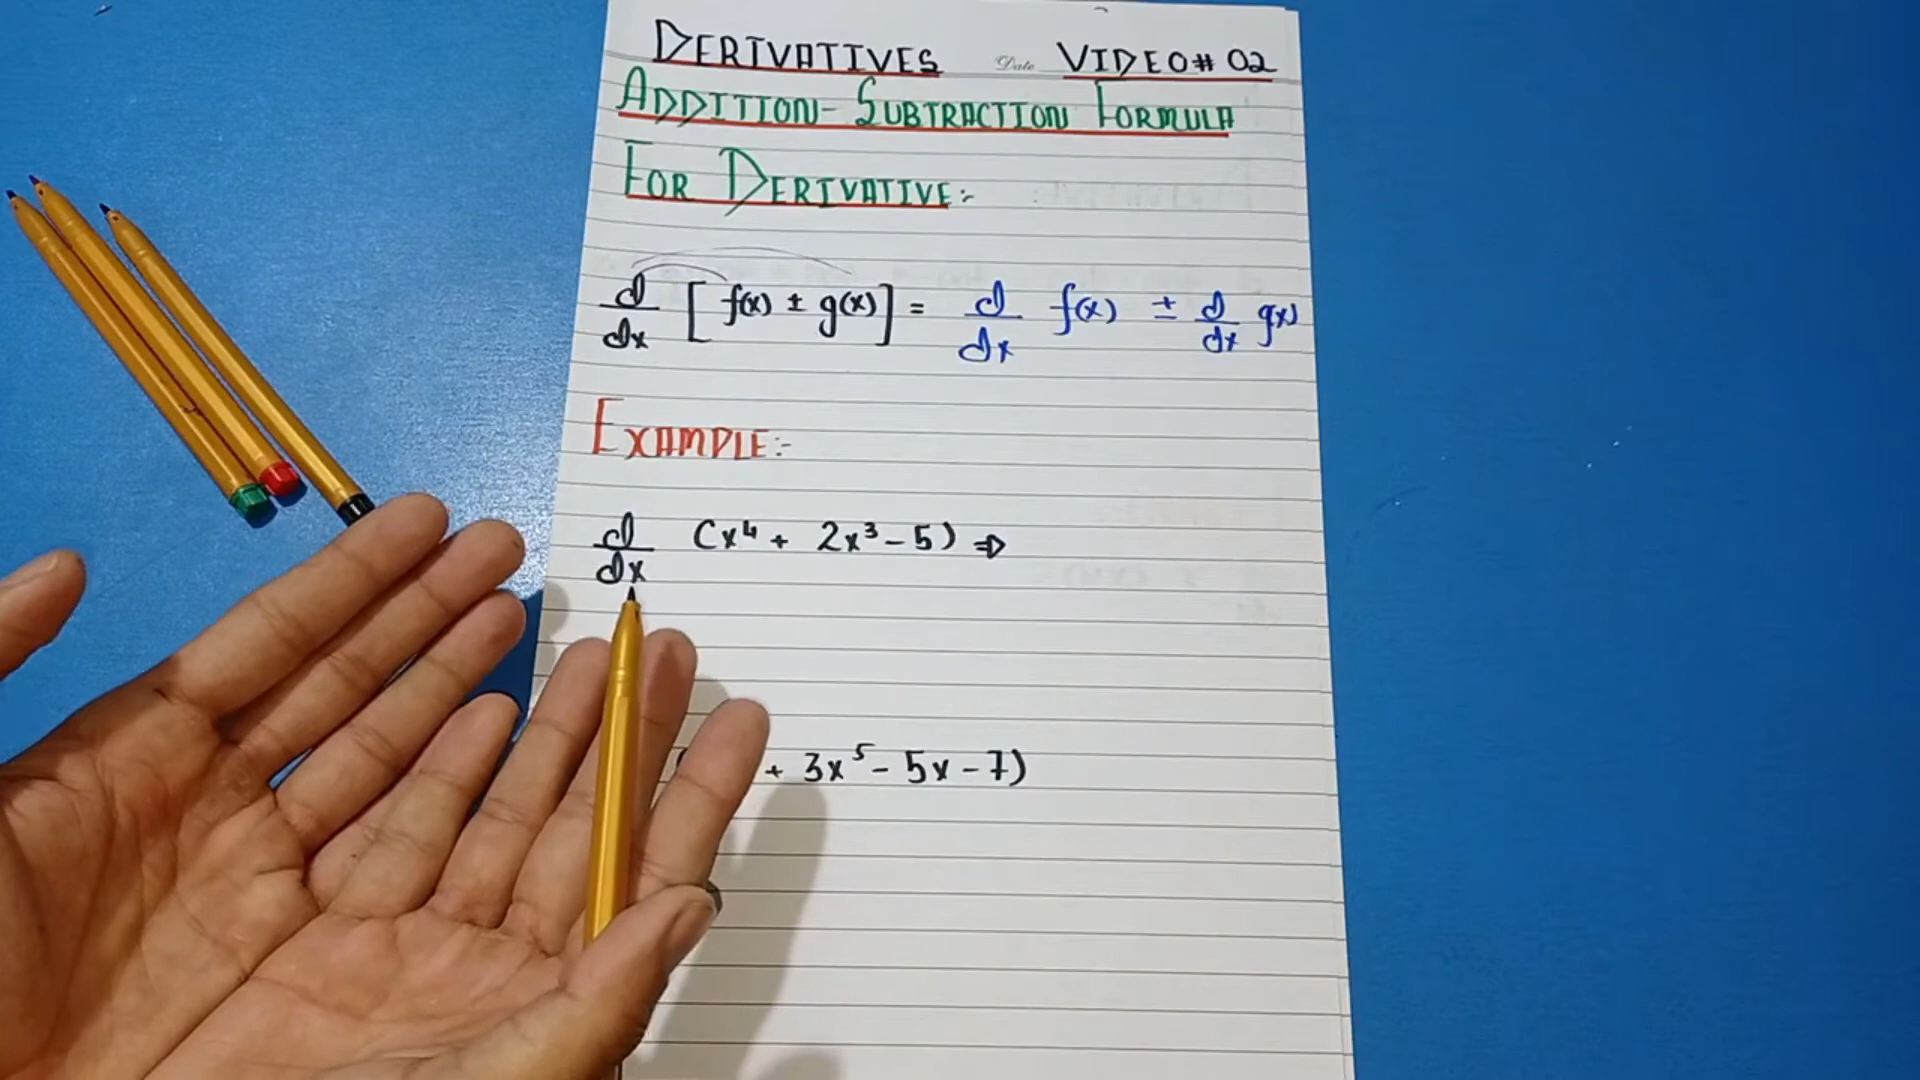 DERIVATIVES Date VIDEO# 02
ADDITION-SUBTRACTION FORMULA
FOR DERIVATIVE:-
d/dx [f(x) ± g(x)] = d/dx f(x) ± d/dx g(x)
EXAMPLE:-
d/dx (x⁴ + 2x³ - 5) ⇒
+ 3x⁵ - 5x - 7)